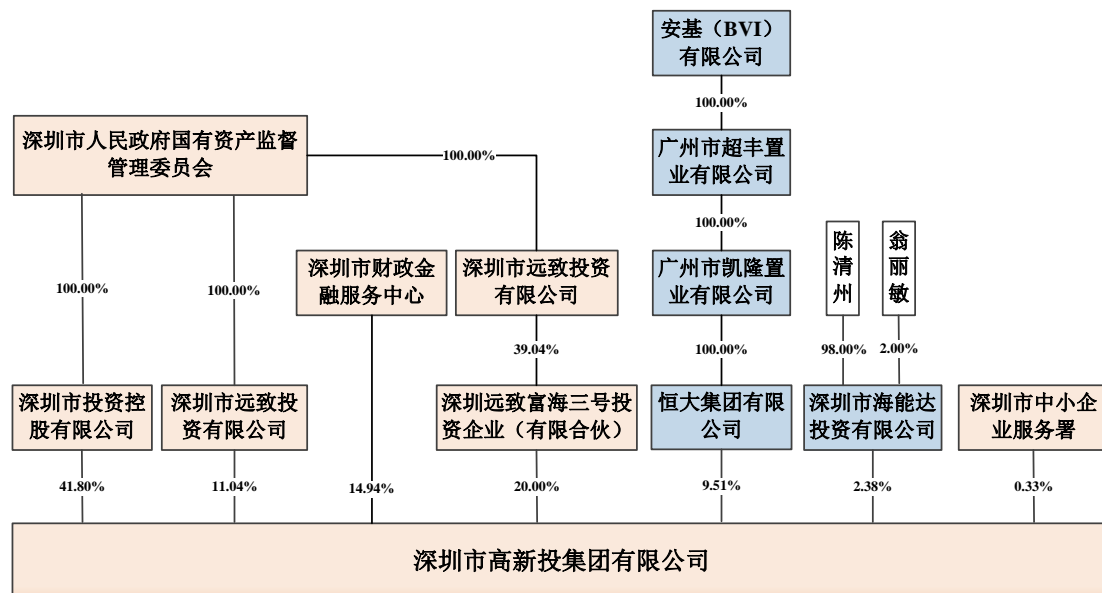 安基（BVI）
有限公司
100.00%
深圳市人民政府国有资产监督
管理委员会
100.00%
广州市超丰置
业有限公司
100.00%
100.00%
100.00%
深圳市财政金
融服务中心
深圳市远致投资
有限公司
广州市凯隆置
业有限公司
陈清州
翁丽敏
39.04%
100.00%
98.00%
2.00%
深圳市投资控
股有限公司
深圳市远致投
资有限公司
深圳远致富海三号投
资企业（有限合伙）
恒大集团有限
公司
深圳市海能达
投资有限公司
深圳市中小企
业服务署
41.80%
11.04%
14.94%
20.00%
9.51%
2.38%
0.33%
深圳市高新投集团有限公司